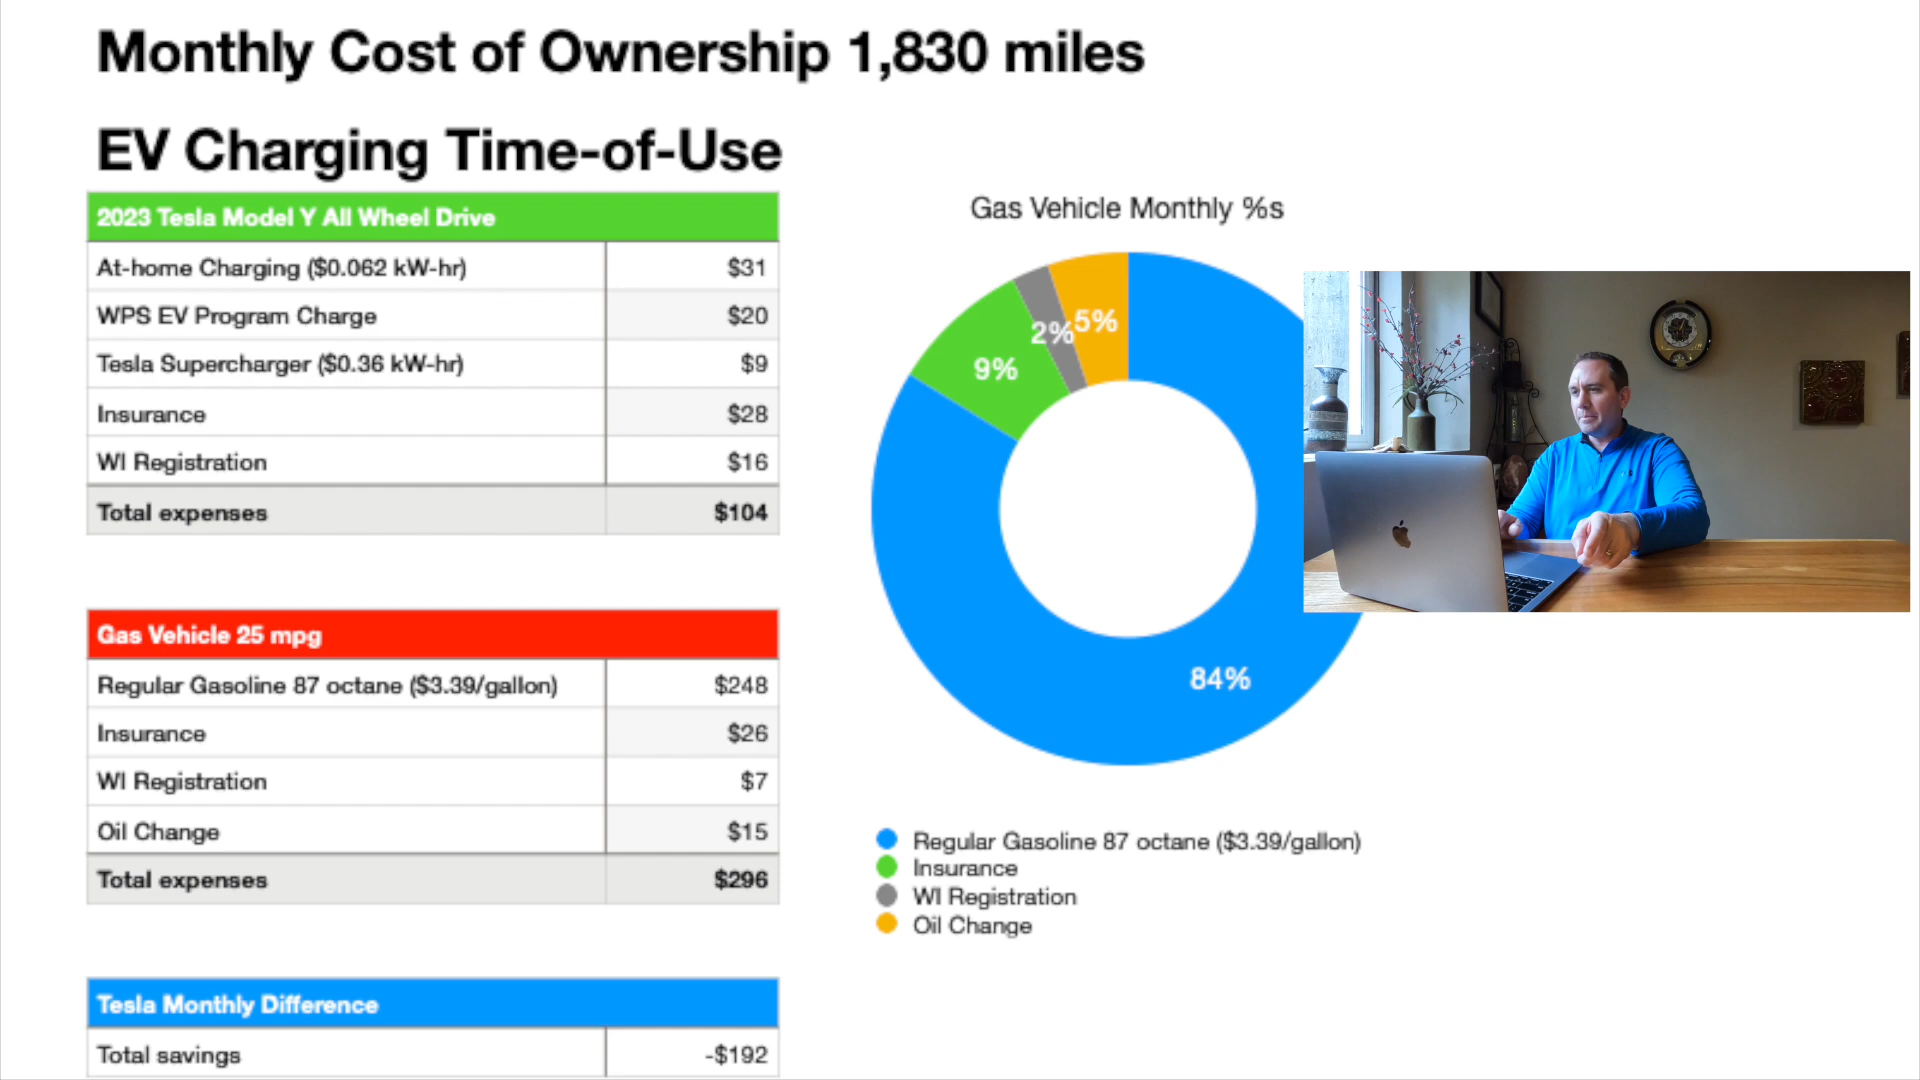 Monthly Cost of Ownership 1,830 miles
EV Charging Time-of-Use
2023 Tesla Model Y All Wheel Drive
At-home Charging ($0.062 kW-hr) $31
WPS EV Program Charge $20
Tesla Supercharger ($0.36 kW-hr) $9
Insurance $28
WI Registration $16
Total expenses $104
Gas Vehicle 25 mpg
Regular Gasoline 87 octane ($3.39/gallon) $248
Insurance $26
WI Registration $7
Oil Change $15
Total expenses $296
Tesla Monthly Difference
Total savings -$192
Gas Vehicle Monthly %s
5%
2%
9%
84%
Regular Gasoline 87 octane ($3.39/gallon)
Insurance
WI Registration
Oil Change